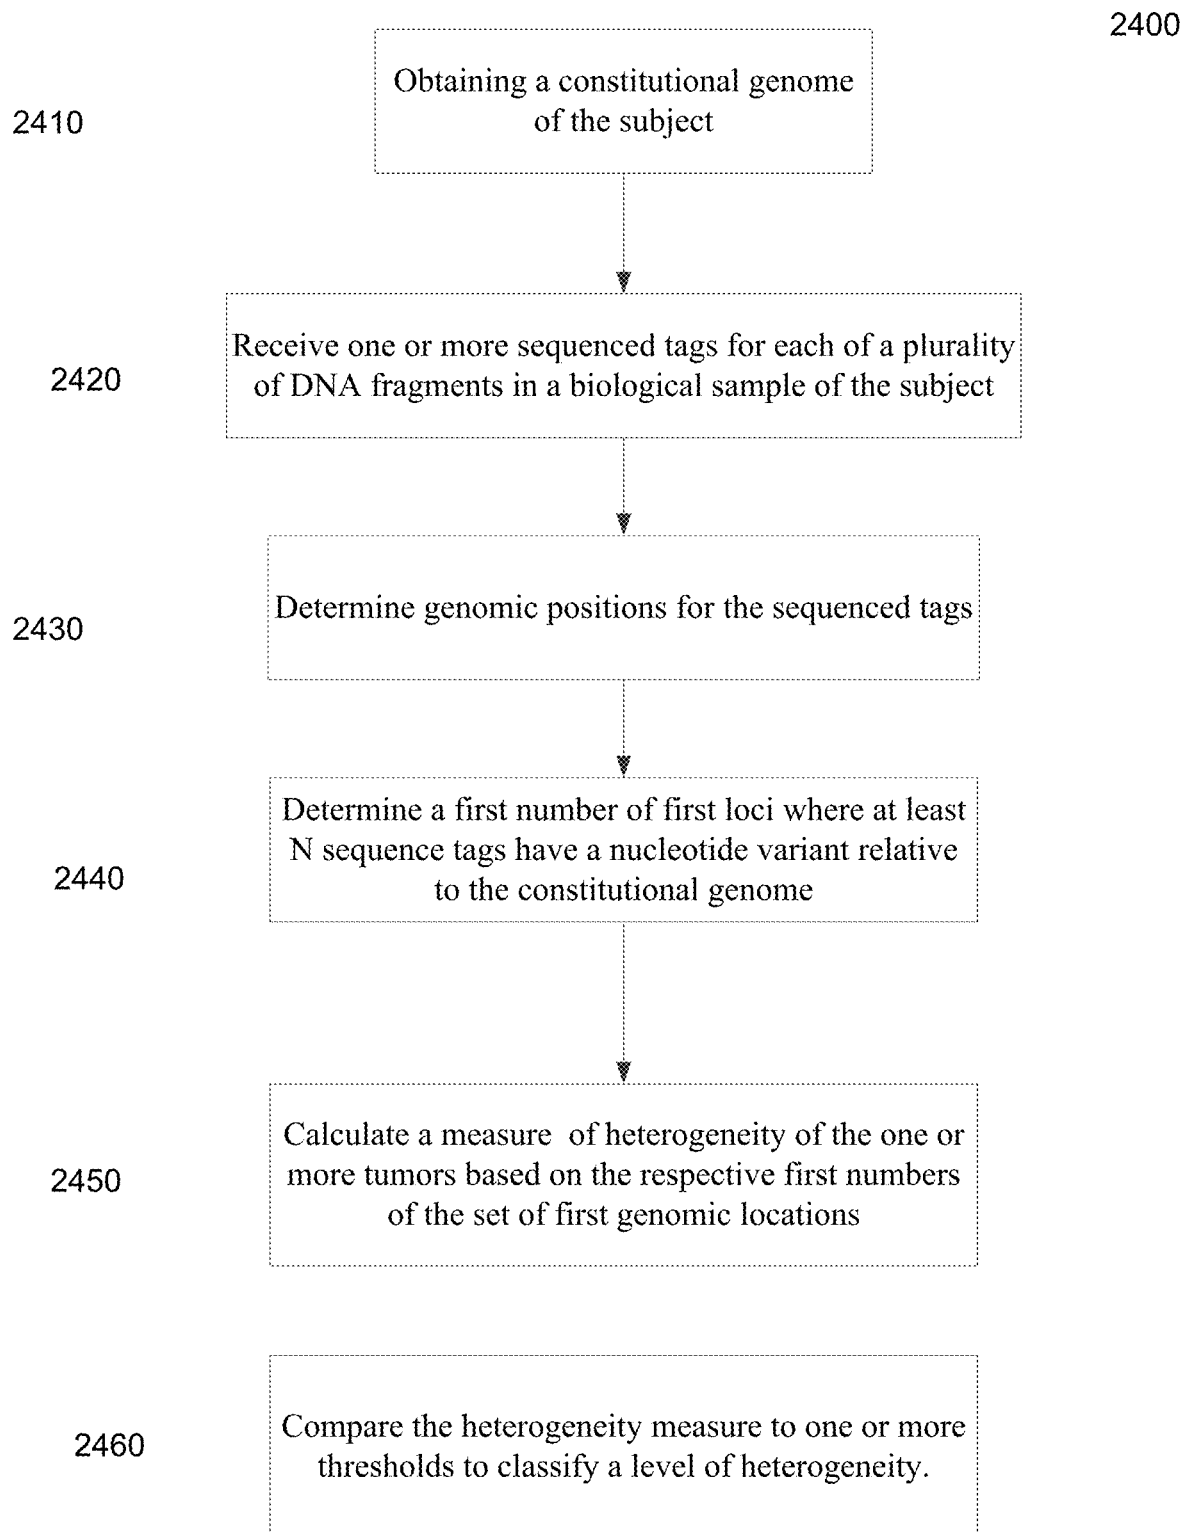 2400
Obtaining a constitutional genome
of the subject
2410
Receive one or more sequenced tags for each of a plurality
of DNA fragments in a biological sample of the subject
2420
Determine genomic positions for the sequenced tags
2430
Determine a first number of first loci where at least
N sequence tags have a nucleotide variant relative
to the constitutional genome
2440
Calculate a measure of heterogeneity of the one or
more tumors based on the respective first numbers
of the set of first genomic locations
2450
Compare the heterogeneity measure to one or more
thresholds to classify a level of heterogeneity.
2460